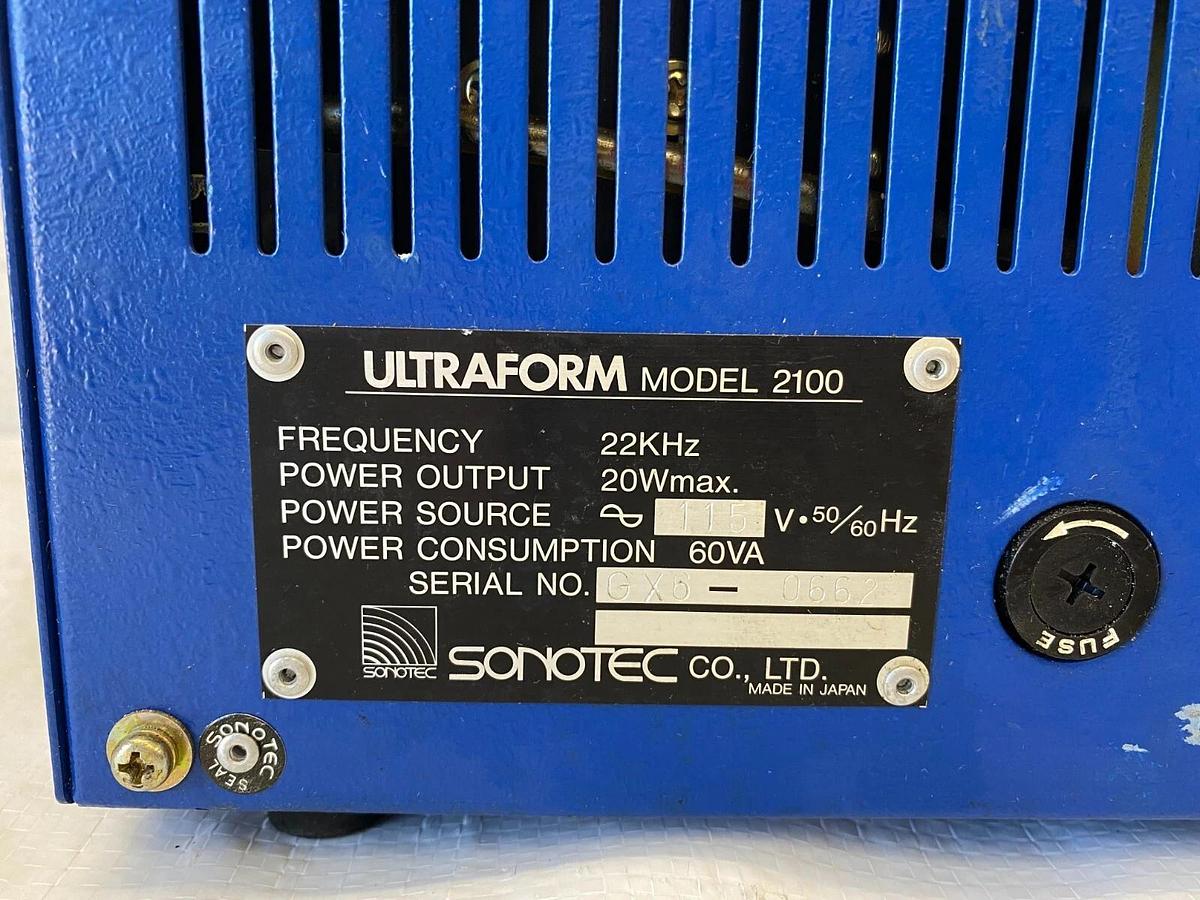 ULTRAFORM MODEL 2100
FREQUENCY 22KHz
POWER OUTPUT 20Wmax.
POWER SOURCE 115 V·50/60Hz
POWER CONSUMPTION 60VA
SERIAL NO. GX6 - 0662
SONOTEC SONOTEC CO., LTD.
MADE IN JAPAN
FUSE
SONOTEC
SEAL